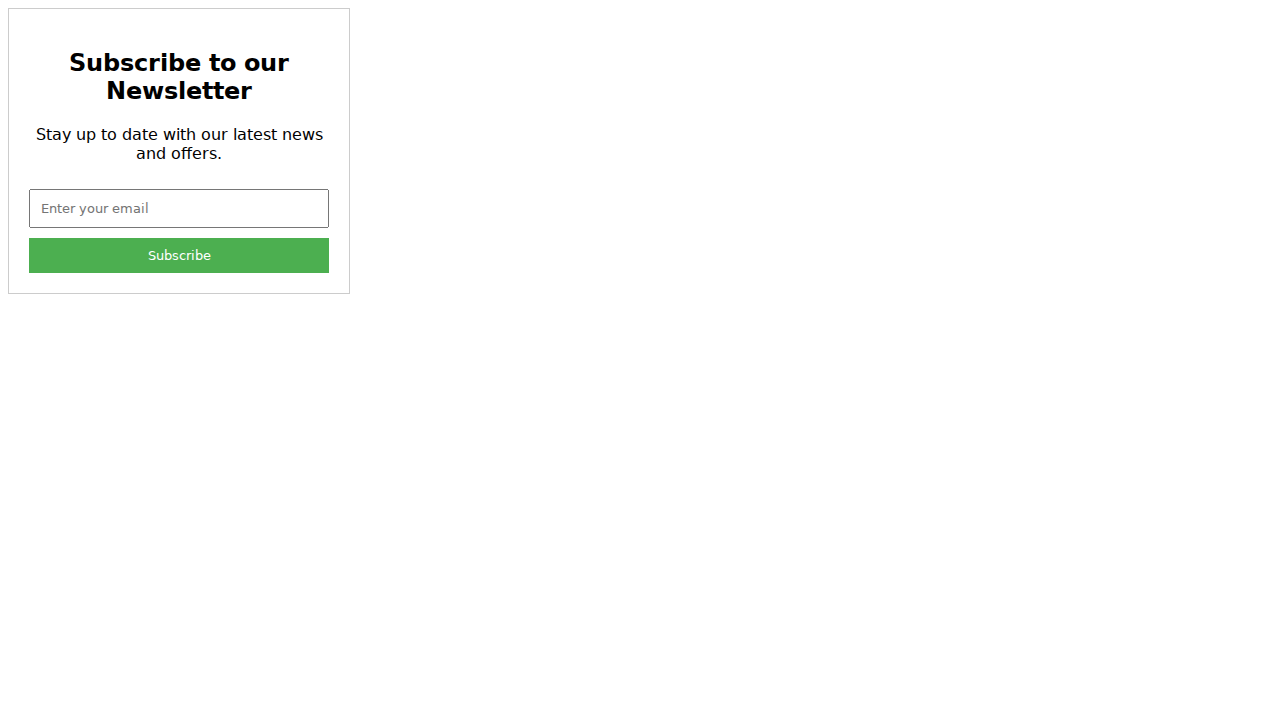 Subscribe to our
Newsletter
Stay up to date with our latest news
and offers.
Enter your email
Subscribe